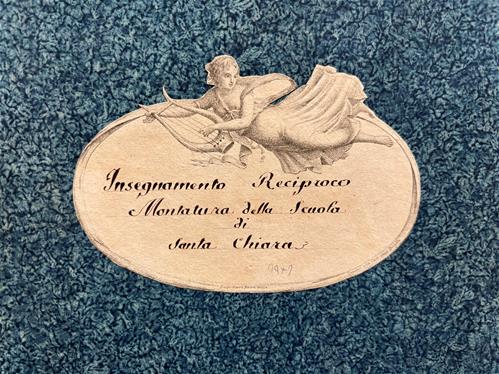 Insegnamento Reciproco
Montatura della Scuola
di
Santa Chiara